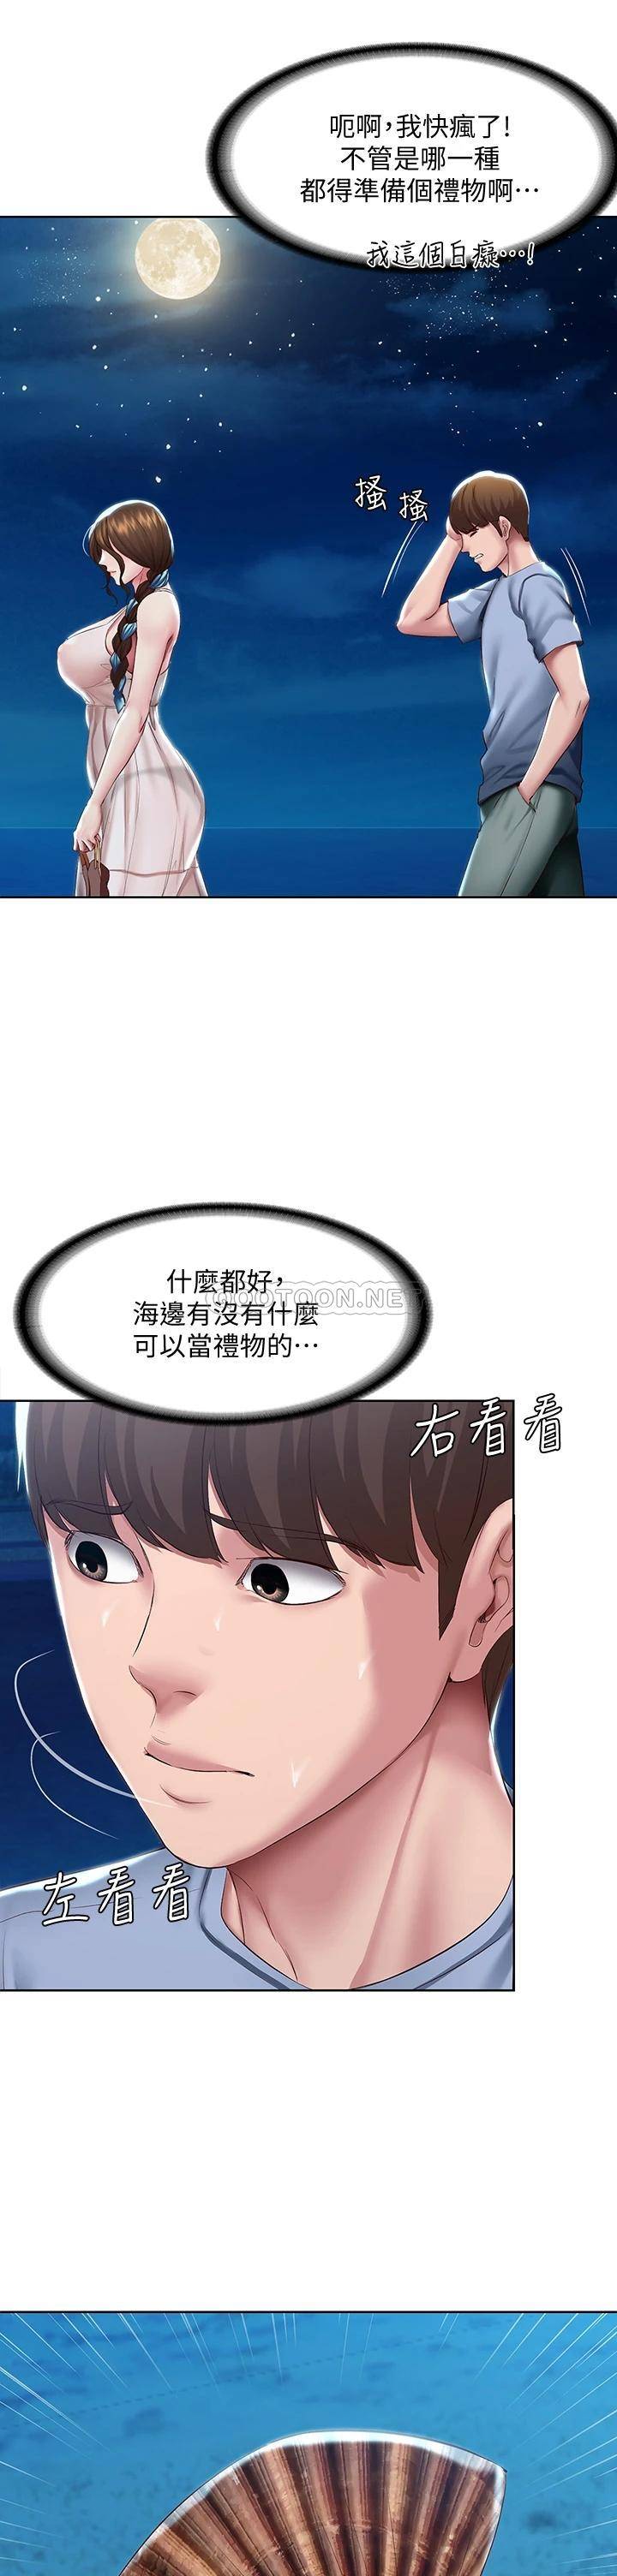 呃啊，我快瘋了！
不管是哪一種
都得準備個禮物啊…
我這個白癡…！
搔搔
什麼都好，
海邊有沒有什麼
可以當禮物的…
右看看
左看看